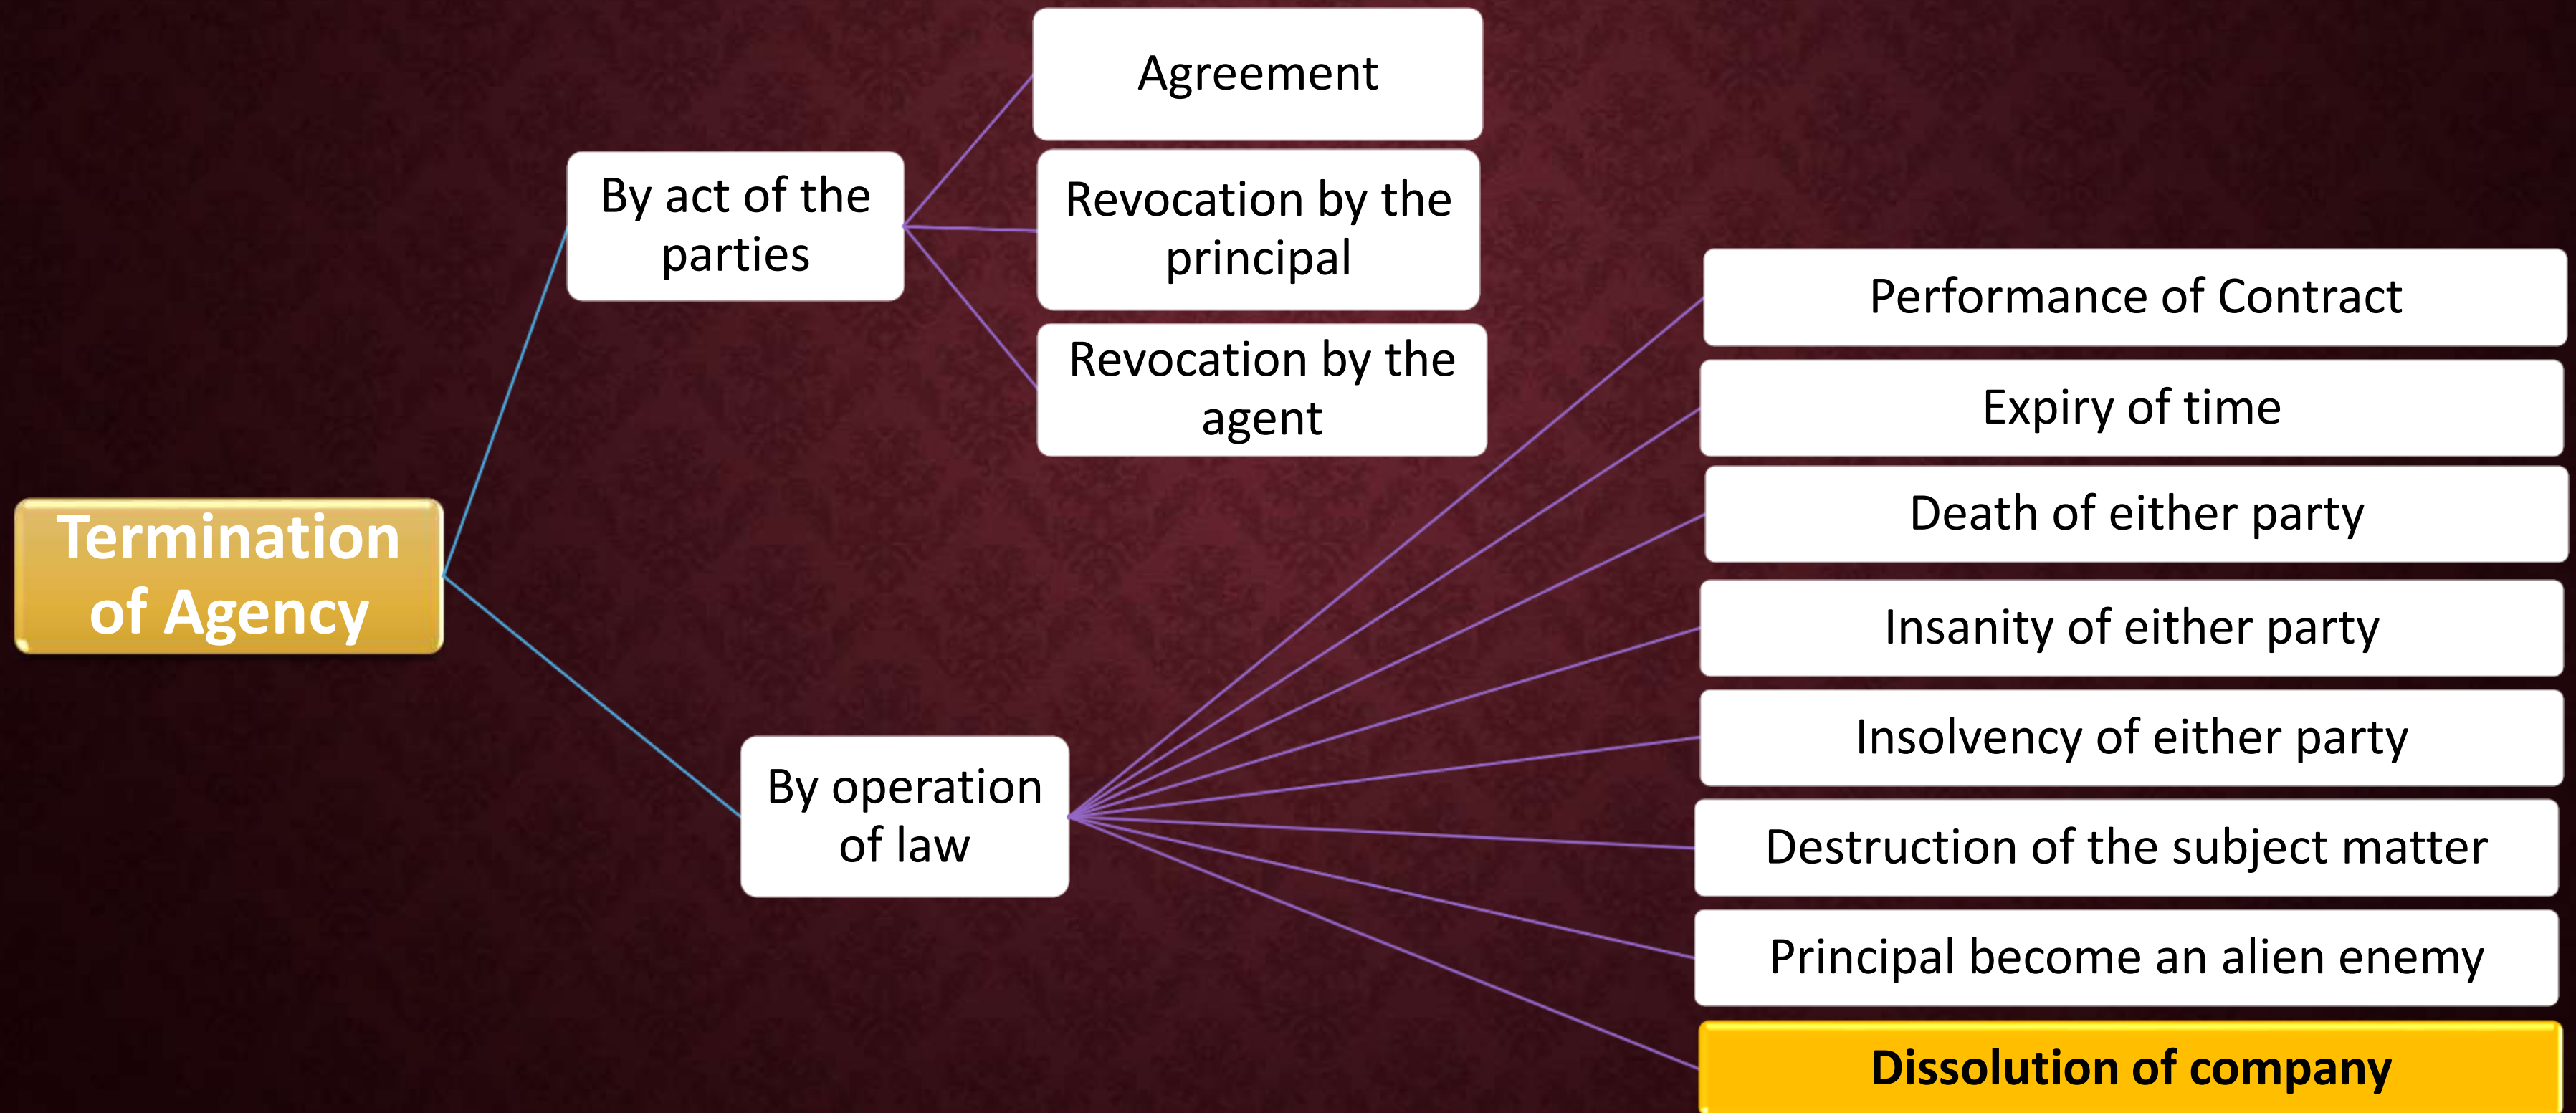 Termination
of Agency
By act of the
parties
Agreement
Revocation by the
principal
Revocation by the
agent
By operation
of law
Performance of Contract
Expiry of time
Death of either party
Insanity of either party
Insolvency of either party
Destruction of the subject matter
Principal become an alien enemy
Dissolution of company